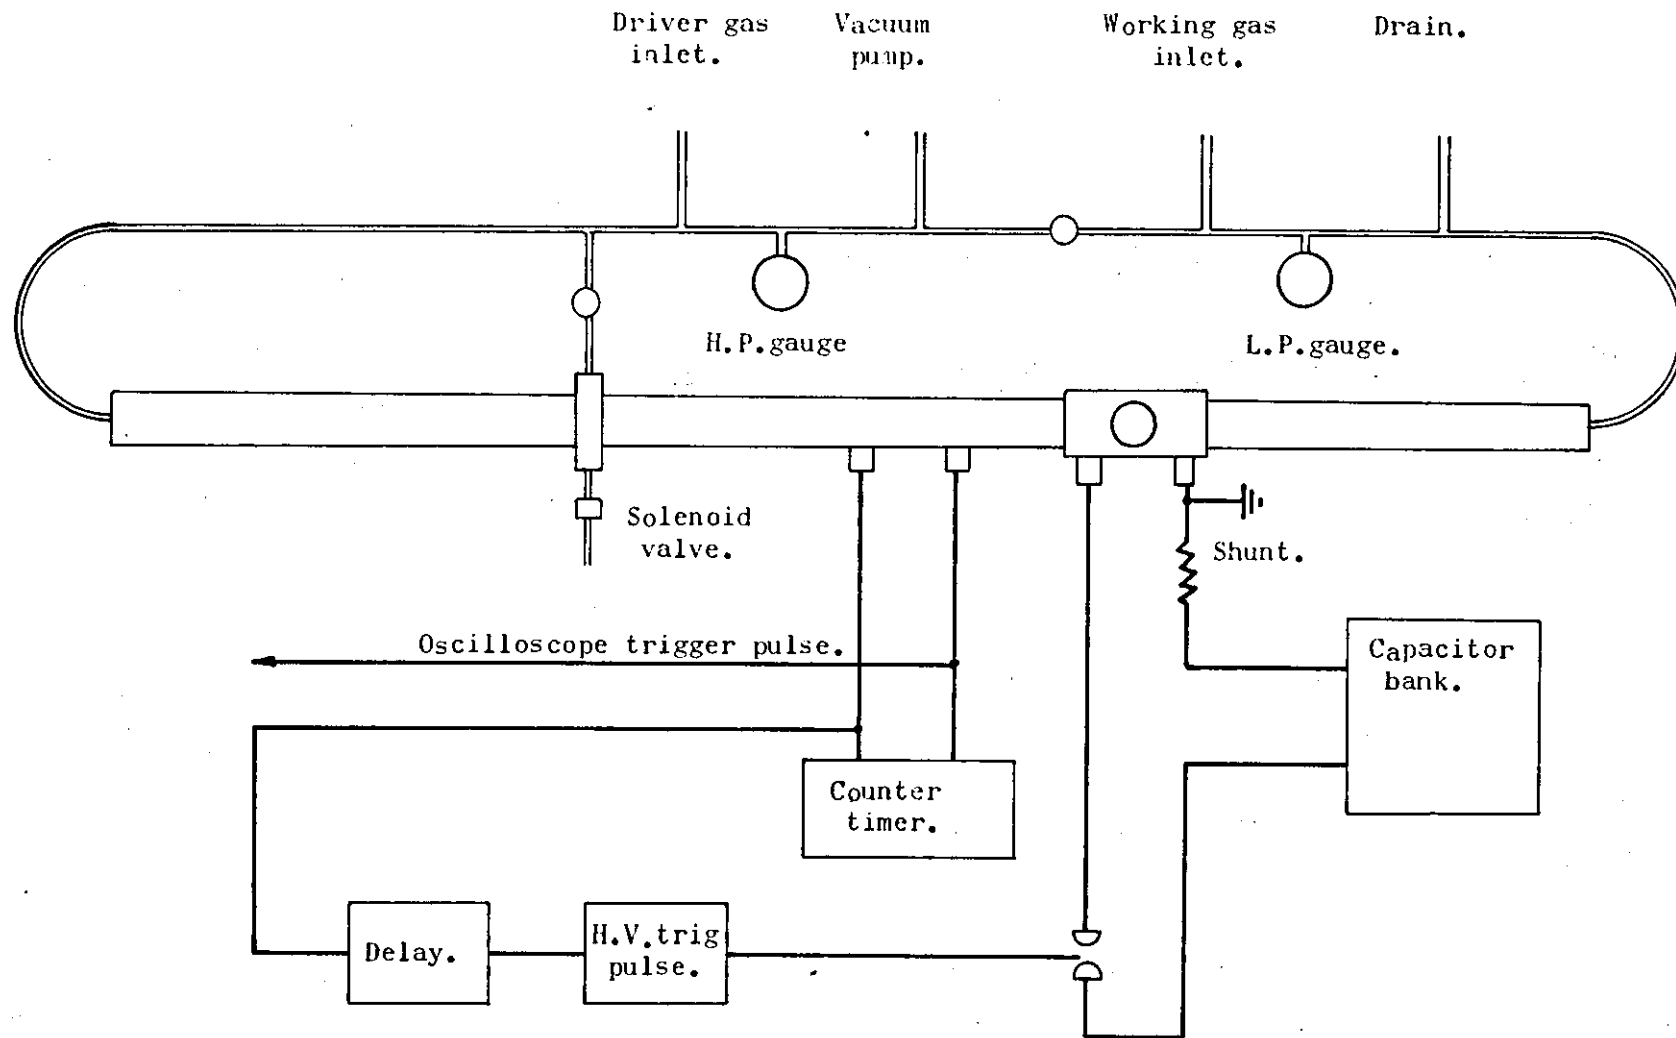 Driver gas
inlet.
Vacuum
pump.
Working gas
inlet.
Drain.
H.P.gauge
L.P.gauge.
Solenoid
valve.
Shunt.
Oscilloscope trigger pulse.
Capacitor
bank.
Counter
timer.
Delay.
H.V.trig
pulse.